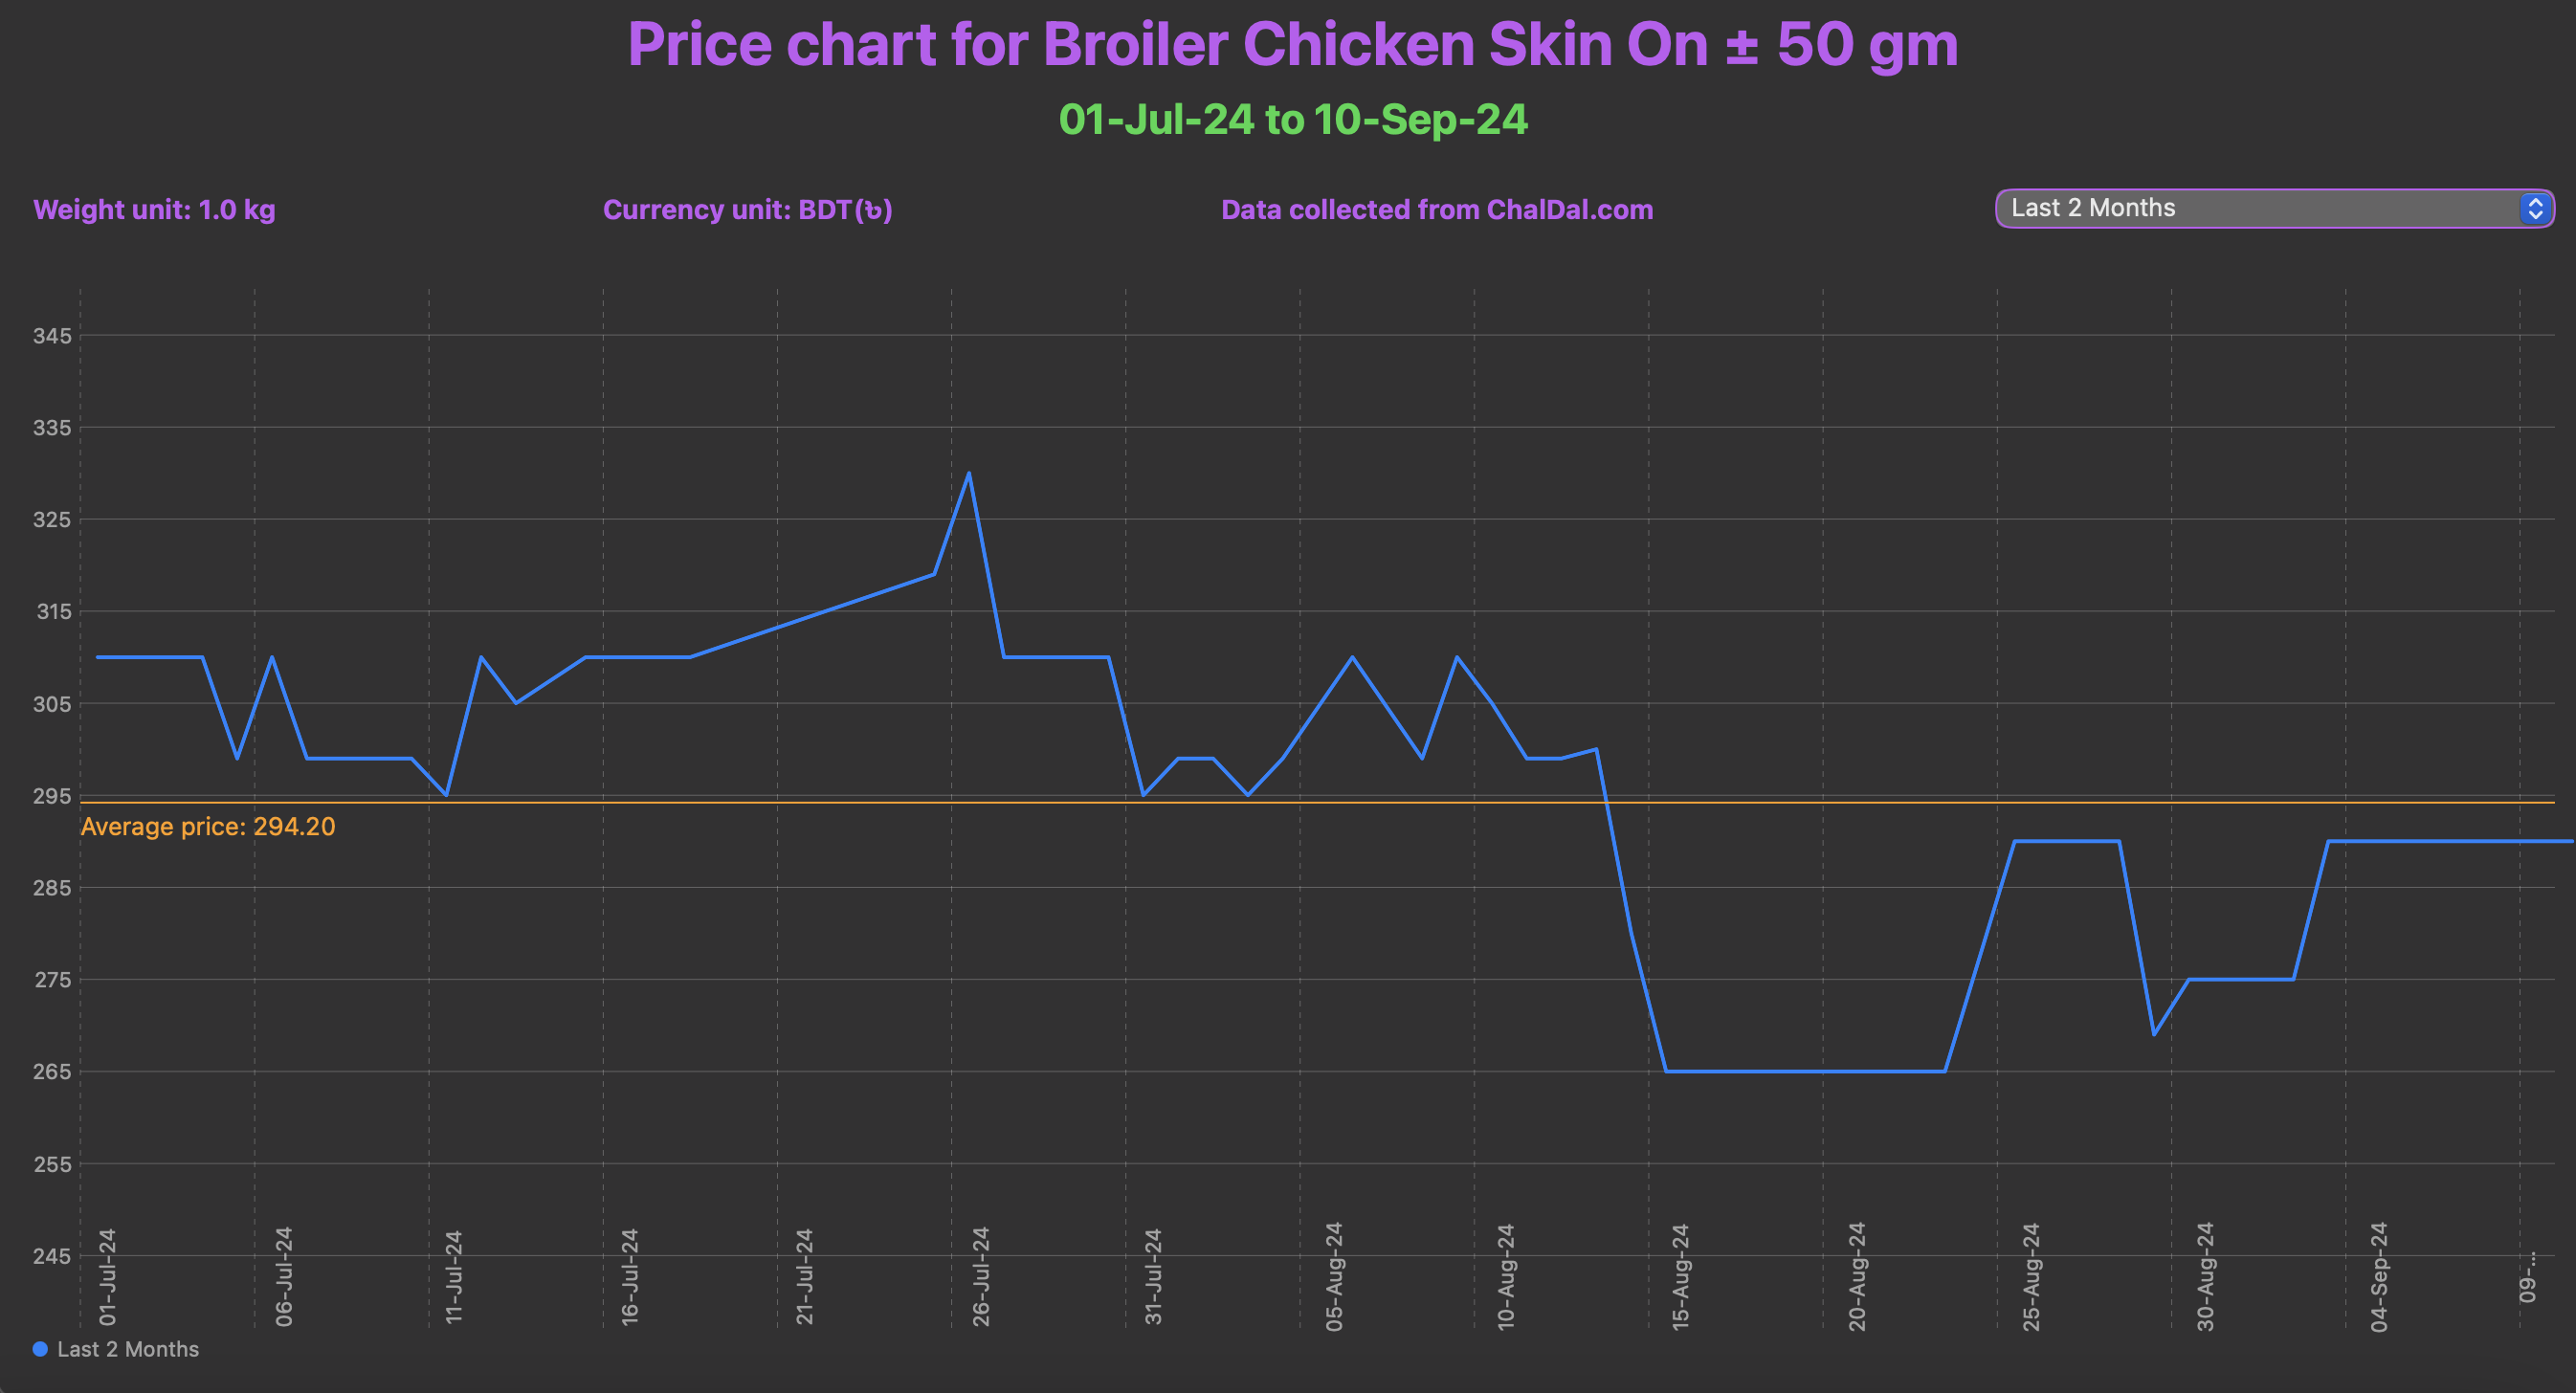 Price chart for Broiler Chicken Skin On ± 50 gm
01-Jul-24 to 10-Sep-24
Weight unit: 1.0 kg
Currency unit: BDT(৳)
Data collected from ChalDal.com
Last 2 Months
345
335
325
315
305
295
Average price: 294.20
285
275
265
255
245
01-Jul-24
06-Jul-24
11-Jul-24
16-Jul-24
21-Jul-24
26-Jul-24
31-Jul-24
05-Aug-24
10-Aug-24
15-Aug-24
20-Aug-24
25-Aug-24
30-Aug-24
04-Sep-24
09-...
Last 2 Months